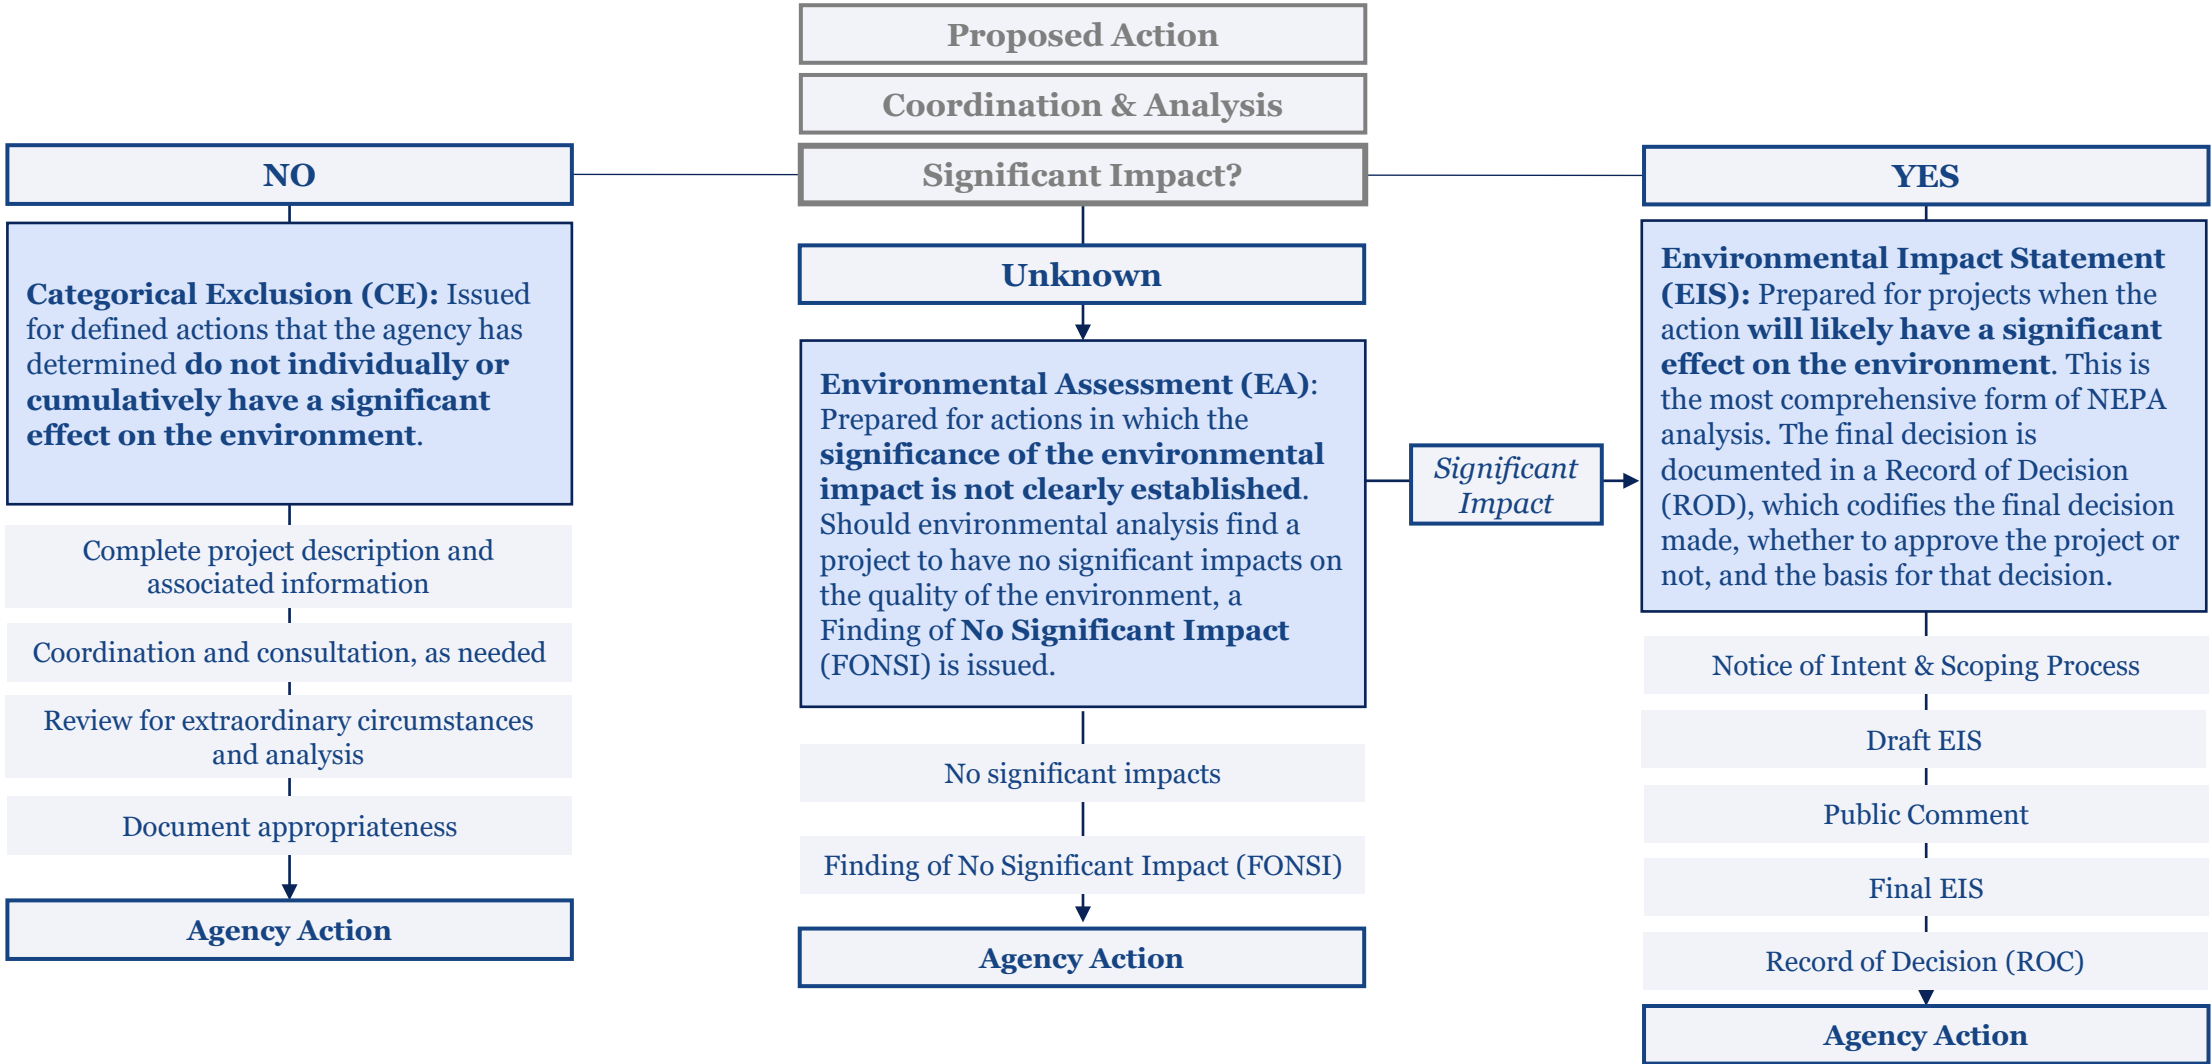 Proposed Action
Coordination & Analysis
Significant Impact?
NO
Categorical Exclusion (CE): Issued
for defined actions that the agency has
determined do not individually or
cumulatively have a significant
effect on the environment.
Complete project description and
associated information
Coordination and consultation, as needed
Review for extraordinary circumstances
and analysis
Document appropriateness
Agency Action
Unknown
Environmental Assessment (EA):
Prepared for actions in which the
significance of the environmental
impact is not clearly established.
Should environmental analysis find a
project to have no significant impacts on
the quality of the environment, a
Finding of No Significant Impact
(FONSI) is issued.
No significant impacts
Finding of No Significant Impact (FONSI)
Agency Action
Significant
Impact
YES
Environmental Impact Statement
(EIS): Prepared for projects when the
action will likely have a significant
effect on the environment. This is
the most comprehensive form of NEPA
analysis. The final decision is
documented in a Record of Decision
(ROD), which codifies the final decision
made, whether to approve the project or
not, and the basis for that decision.
Notice of Intent & Scoping Process
Draft EIS
Public Comment
Final EIS
Record of Decision (ROC)
Agency Action